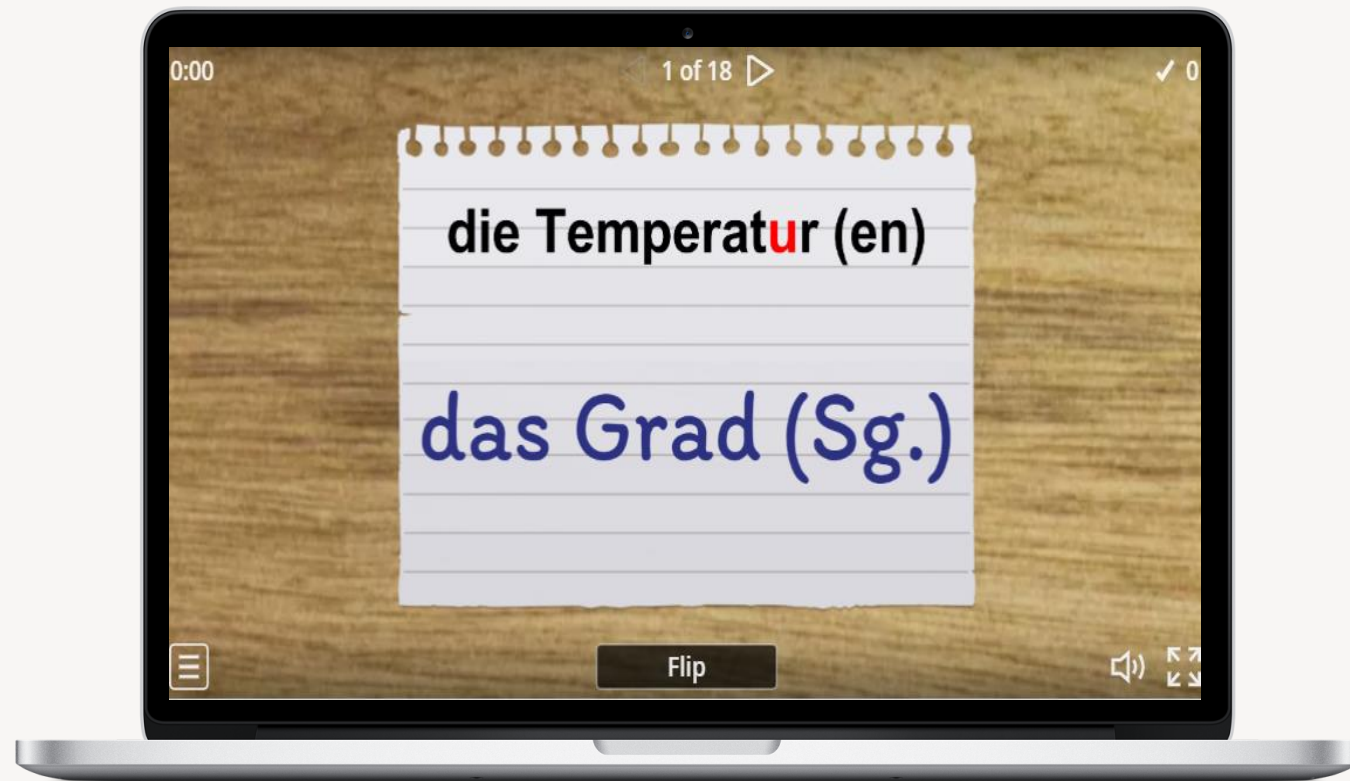 0:00
1 of 18
✓ 0
die Temperatur (en)
das Grad (Sg.)
Flip